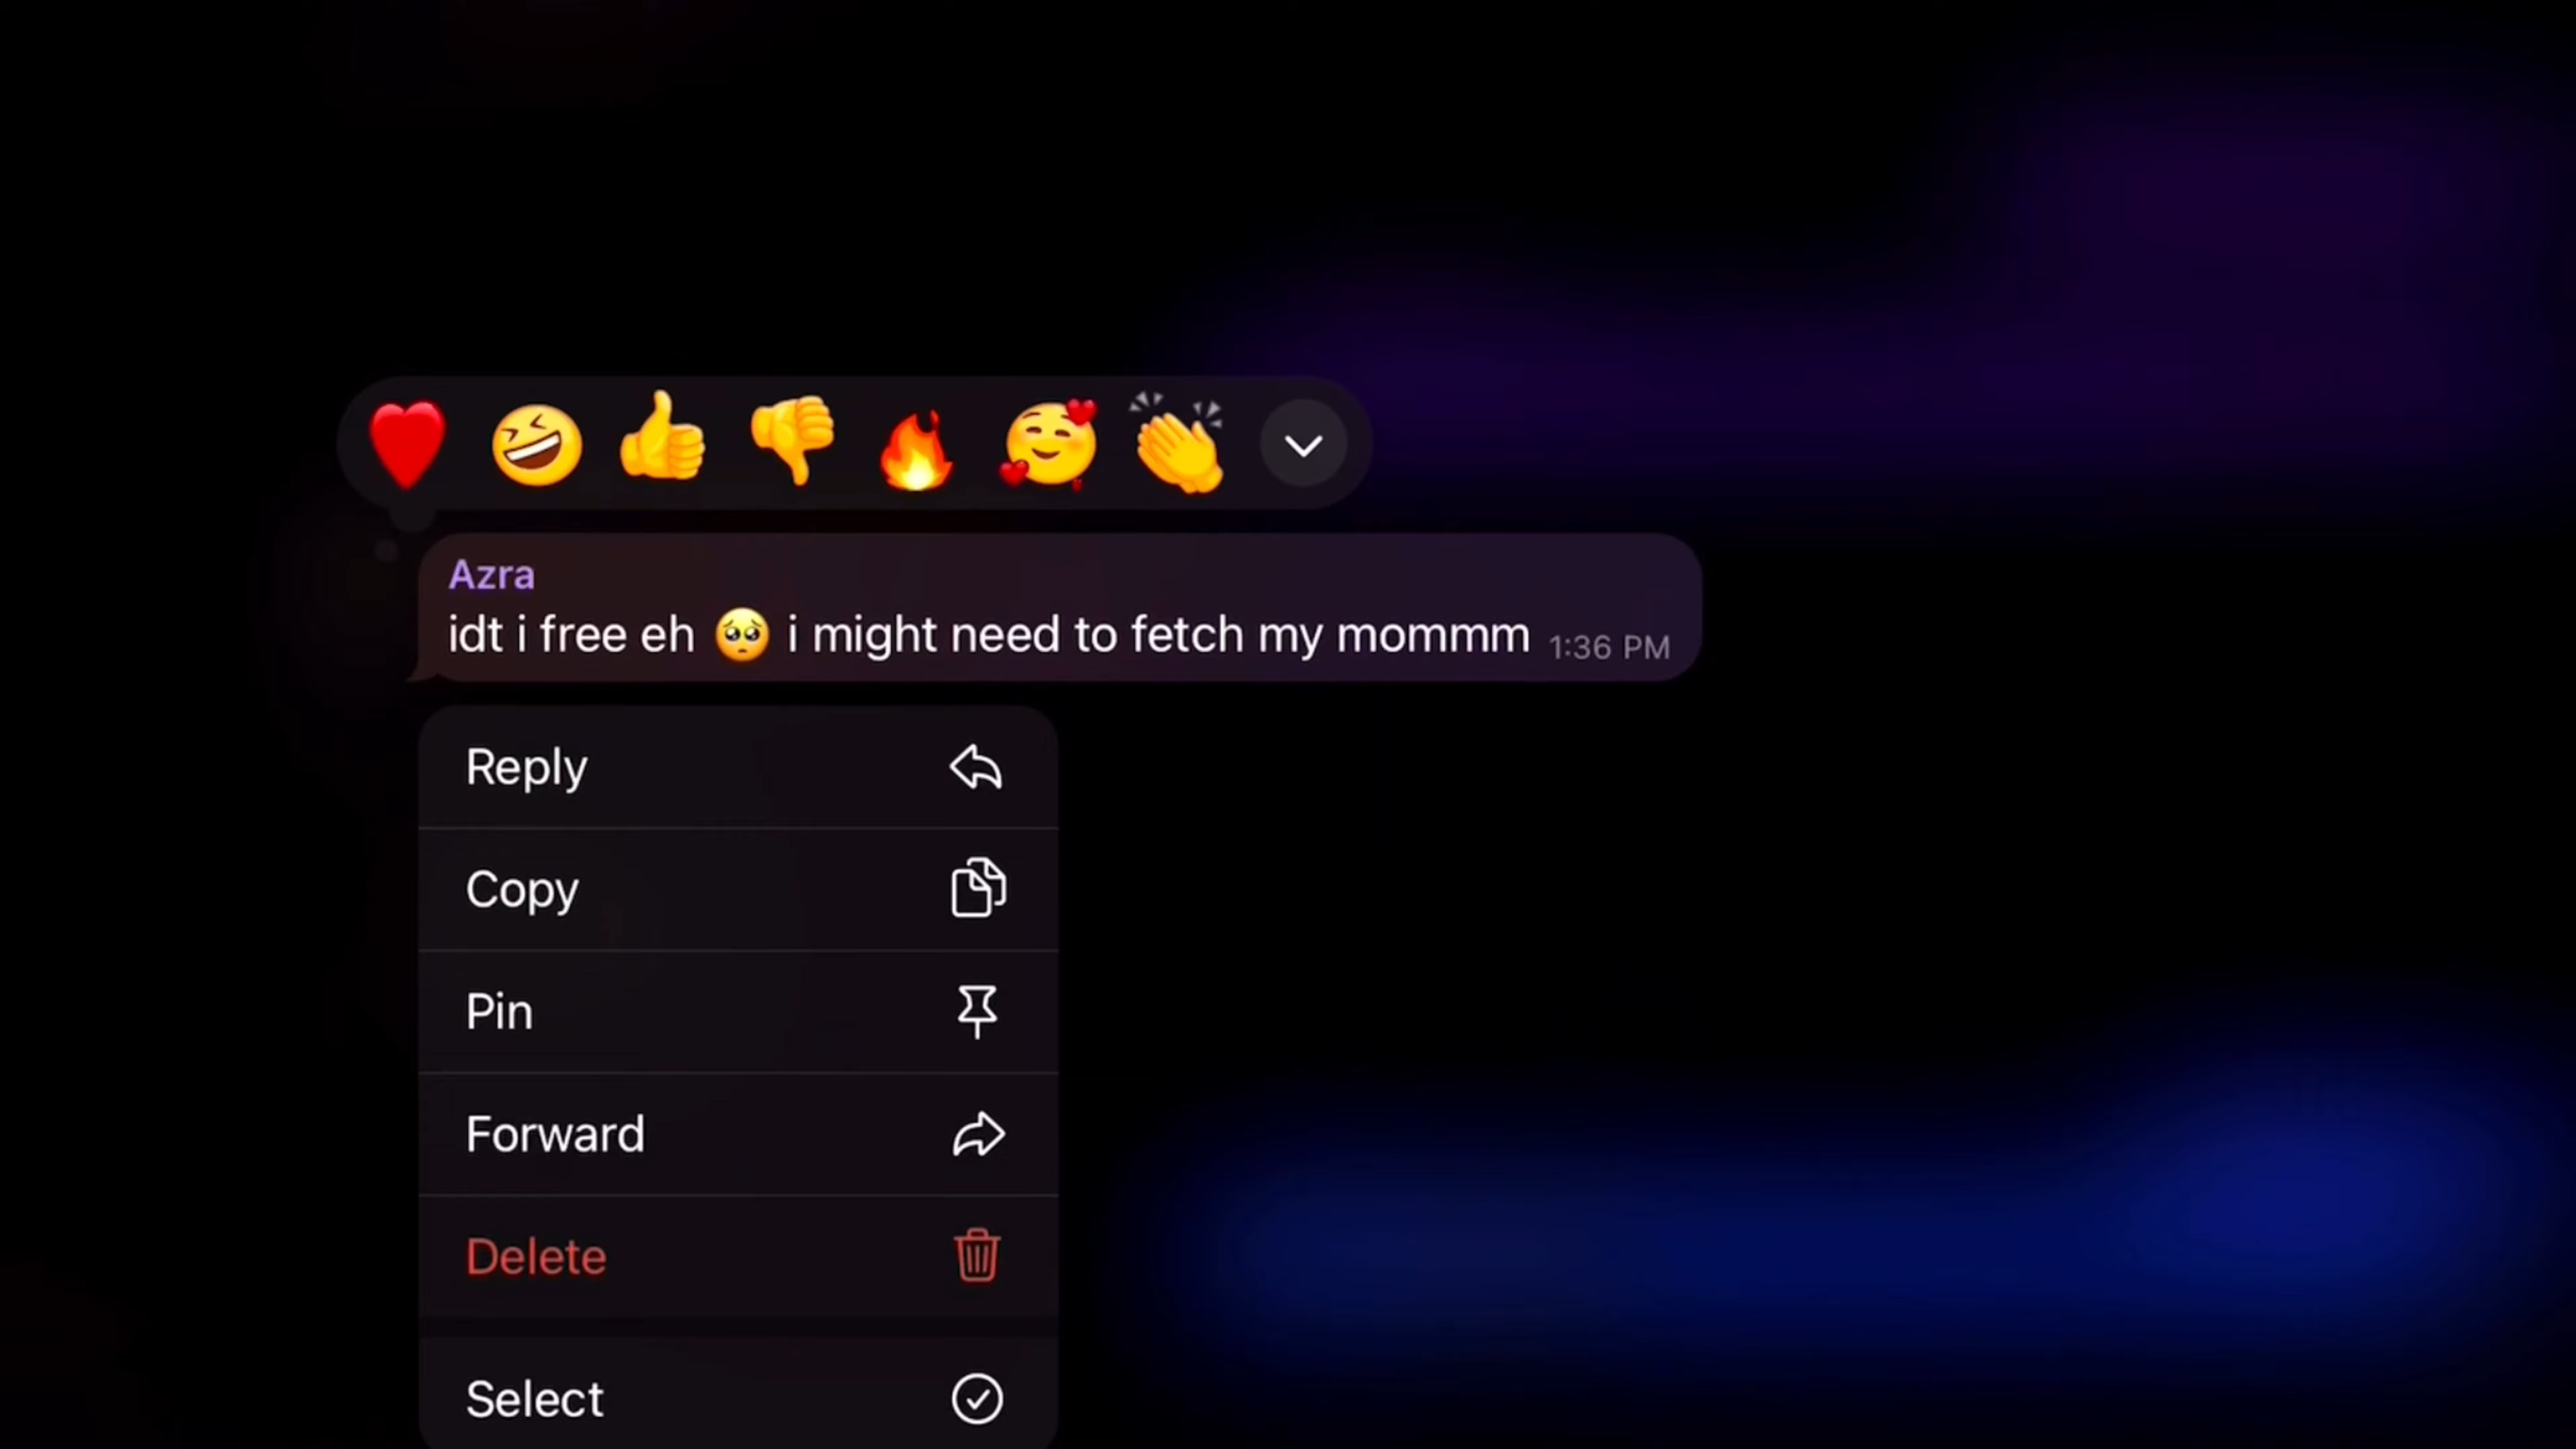 Azra
idt i free eh 🥺 i might need to fetch my mommm 1:36 PM
Reply
Copy
Pin
Forward
Delete
Select